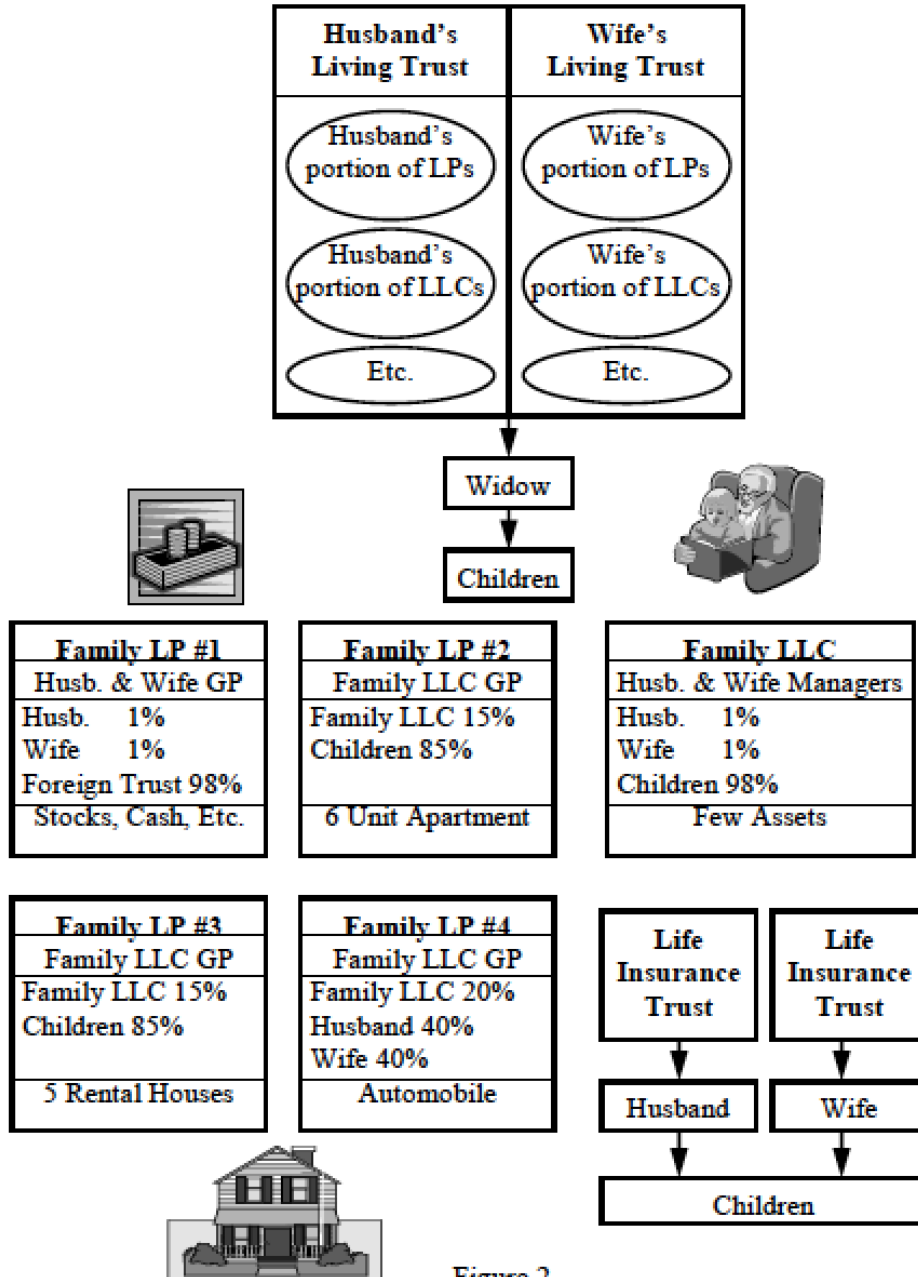 Husband's
Living Trust
Wife's
Living Trust
Husband's
portion of LPs
Wife's
portion of LPs
Husband's
portion of LLCs
Wife's
portion of LLCs
Etc.
Etc.
Widow
Children
Family LP #1
Husb. & Wife GP
Husb. 1%
Wife 1%
Foreign Trust 98%
Stocks, Cash, Etc.
Family LP #2
Family LLC GP
Family LLC 15%
Children 85%
6 Unit Apartment
Family LLC
Husb. & Wife Managers
Husb. 1%
Wife 1%
Children 98%
Few Assets
Family LP #3
Family LLC GP
Family LLC 15%
Children 85%
5 Rental Houses
Family LP #4
Family LLC GP
Family LLC 20%
Husband 40%
Wife 40%
Automobile
Life
Insurance
Trust
Life
Insurance
Trust
Husband
Wife
Children
Figure 2